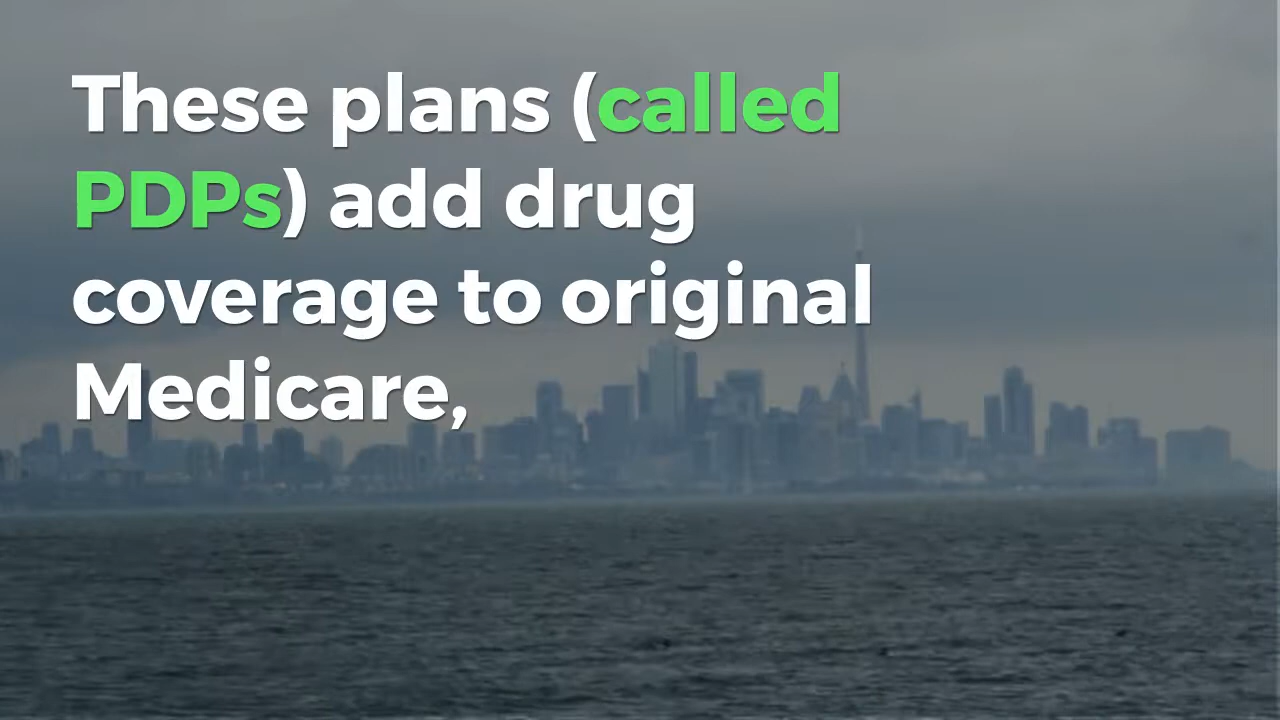 These plans (called
PDPs) add drug
coverage to original
Medicare,